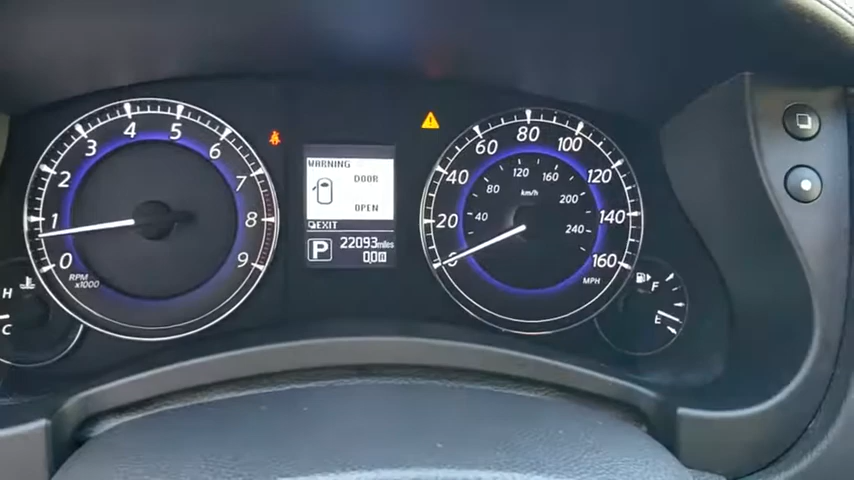 0 1 2 3 4 5 6 7 8 9
RPM
x1000
H
C
WARNING
DOOR
OPEN
EXIT
P
22093miles
0 20 40 60 80 100 120 140 160
40 80 120 160 200 240
km/h
MPH
F
E